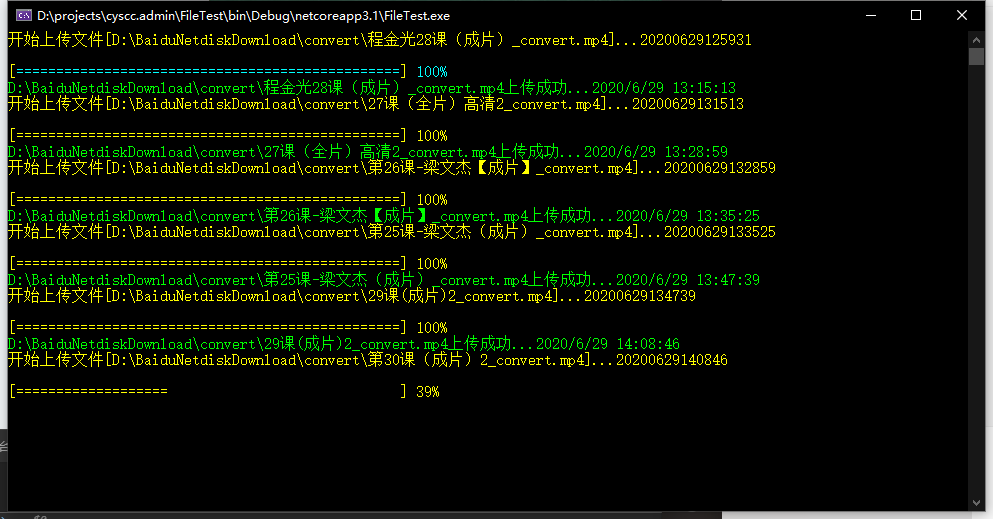 D:\projects\cyscc.admin\FileTest\bin\Debug\netcoreapp3.1\FileTest.exe
开始上传文件[D:\BaiduNetdiskDownload\convert\程金光28课（成片）_convert.mp4]...20200629125931
[================================================] 100%
D:\BaiduNetdiskDownload\convert\程金光28课（成片）_convert.mp4上传成功...2020/6/29 13:15:13
开始上传文件[D:\BaiduNetdiskDownload\convert\27课（全片）高清2_convert.mp4]...20200629131513
[================================================] 100%
D:\BaiduNetdiskDownload\convert\27课（全片）高清2_convert.mp4上传成功...2020/6/29 13:28:59
开始上传文件[D:\BaiduNetdiskDownload\convert\第26课-梁文杰【成片】_convert.mp4]...20200629132859
[================================================] 100%
D:\BaiduNetdiskDownload\convert\第26课-梁文杰【成片】_convert.mp4上传成功...2020/6/29 13:35:25
开始上传文件[D:\BaiduNetdiskDownload\convert\第25课-梁文杰（成片）_convert.mp4]...20200629133525
[================================================] 100%
D:\BaiduNetdiskDownload\convert\第25课-梁文杰（成片）_convert.mp4上传成功...2020/6/29 13:47:39
开始上传文件[D:\BaiduNetdiskDownload\convert\29课(成片)2_convert.mp4]...20200629134739
[================================================] 100%
D:\BaiduNetdiskDownload\convert\29课(成片)2_convert.mp4上传成功...2020/6/29 14:08:46
开始上传文件[D:\BaiduNetdiskDownload\convert\第30课（成片）2_convert.mp4]...20200629140846
[===================                             ] 39%